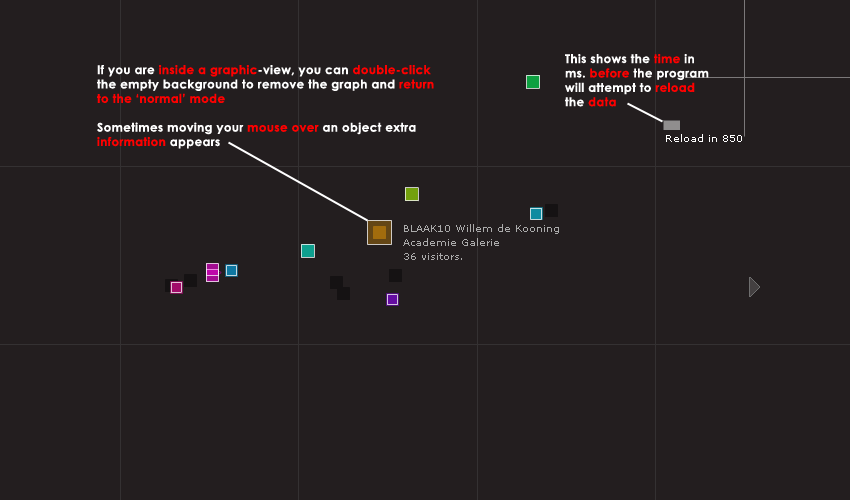 If you are inside a graphic-view, you can double-click
the empty background to remove the graph and return
to the 'normal' mode
Sometimes moving your mouse over an object extra
information appears
This shows the time in
ms. before the program
will attempt to reload
the data
Reload in 850
BLAAK10 Willem de Kooning
Academie Galerie
36 visitors.